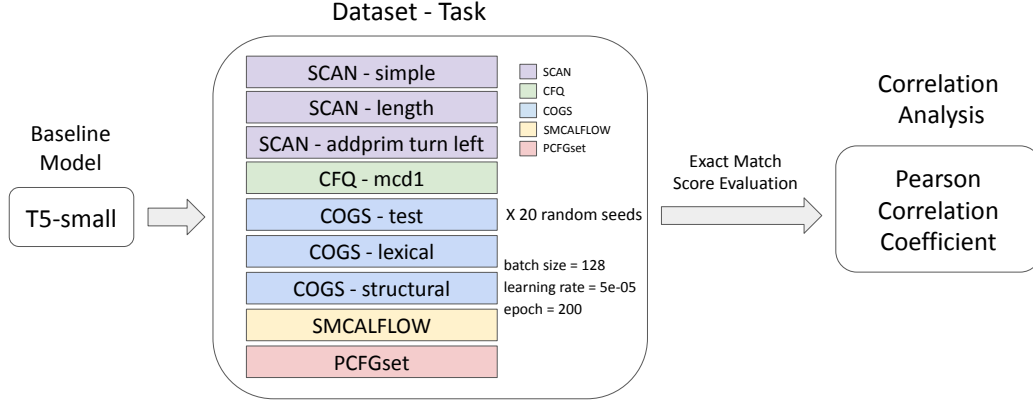 Dataset - Task
Baseline
Model
T5-small
SCAN - simple
SCAN - length
SCAN - addprim turn left
CFQ - mcd1
COGS - test
COGS - lexical
COGS - structural
SMCALFLOW
PCFGset
SCAN
CFQ
COGS
SMCALFLOW
PCFGset
X 20 random seeds
batch size = 128
learning rate = 5e-05
epoch = 200
Exact Match
Score Evaluation
Correlation
Analysis
Pearson
Correlation
Coefficient